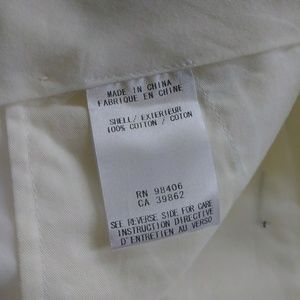 MADE IN CHINA
FABRIQUE EN CHINE
SHELL/ EXTERIEUR
100% COTTON / COTON
RN 98406
CA 39862
SEE REVERSE SIDE FOR CARE
INSTRUCTION DIRECTIVE
D'ENTRETIEN AU VERSO